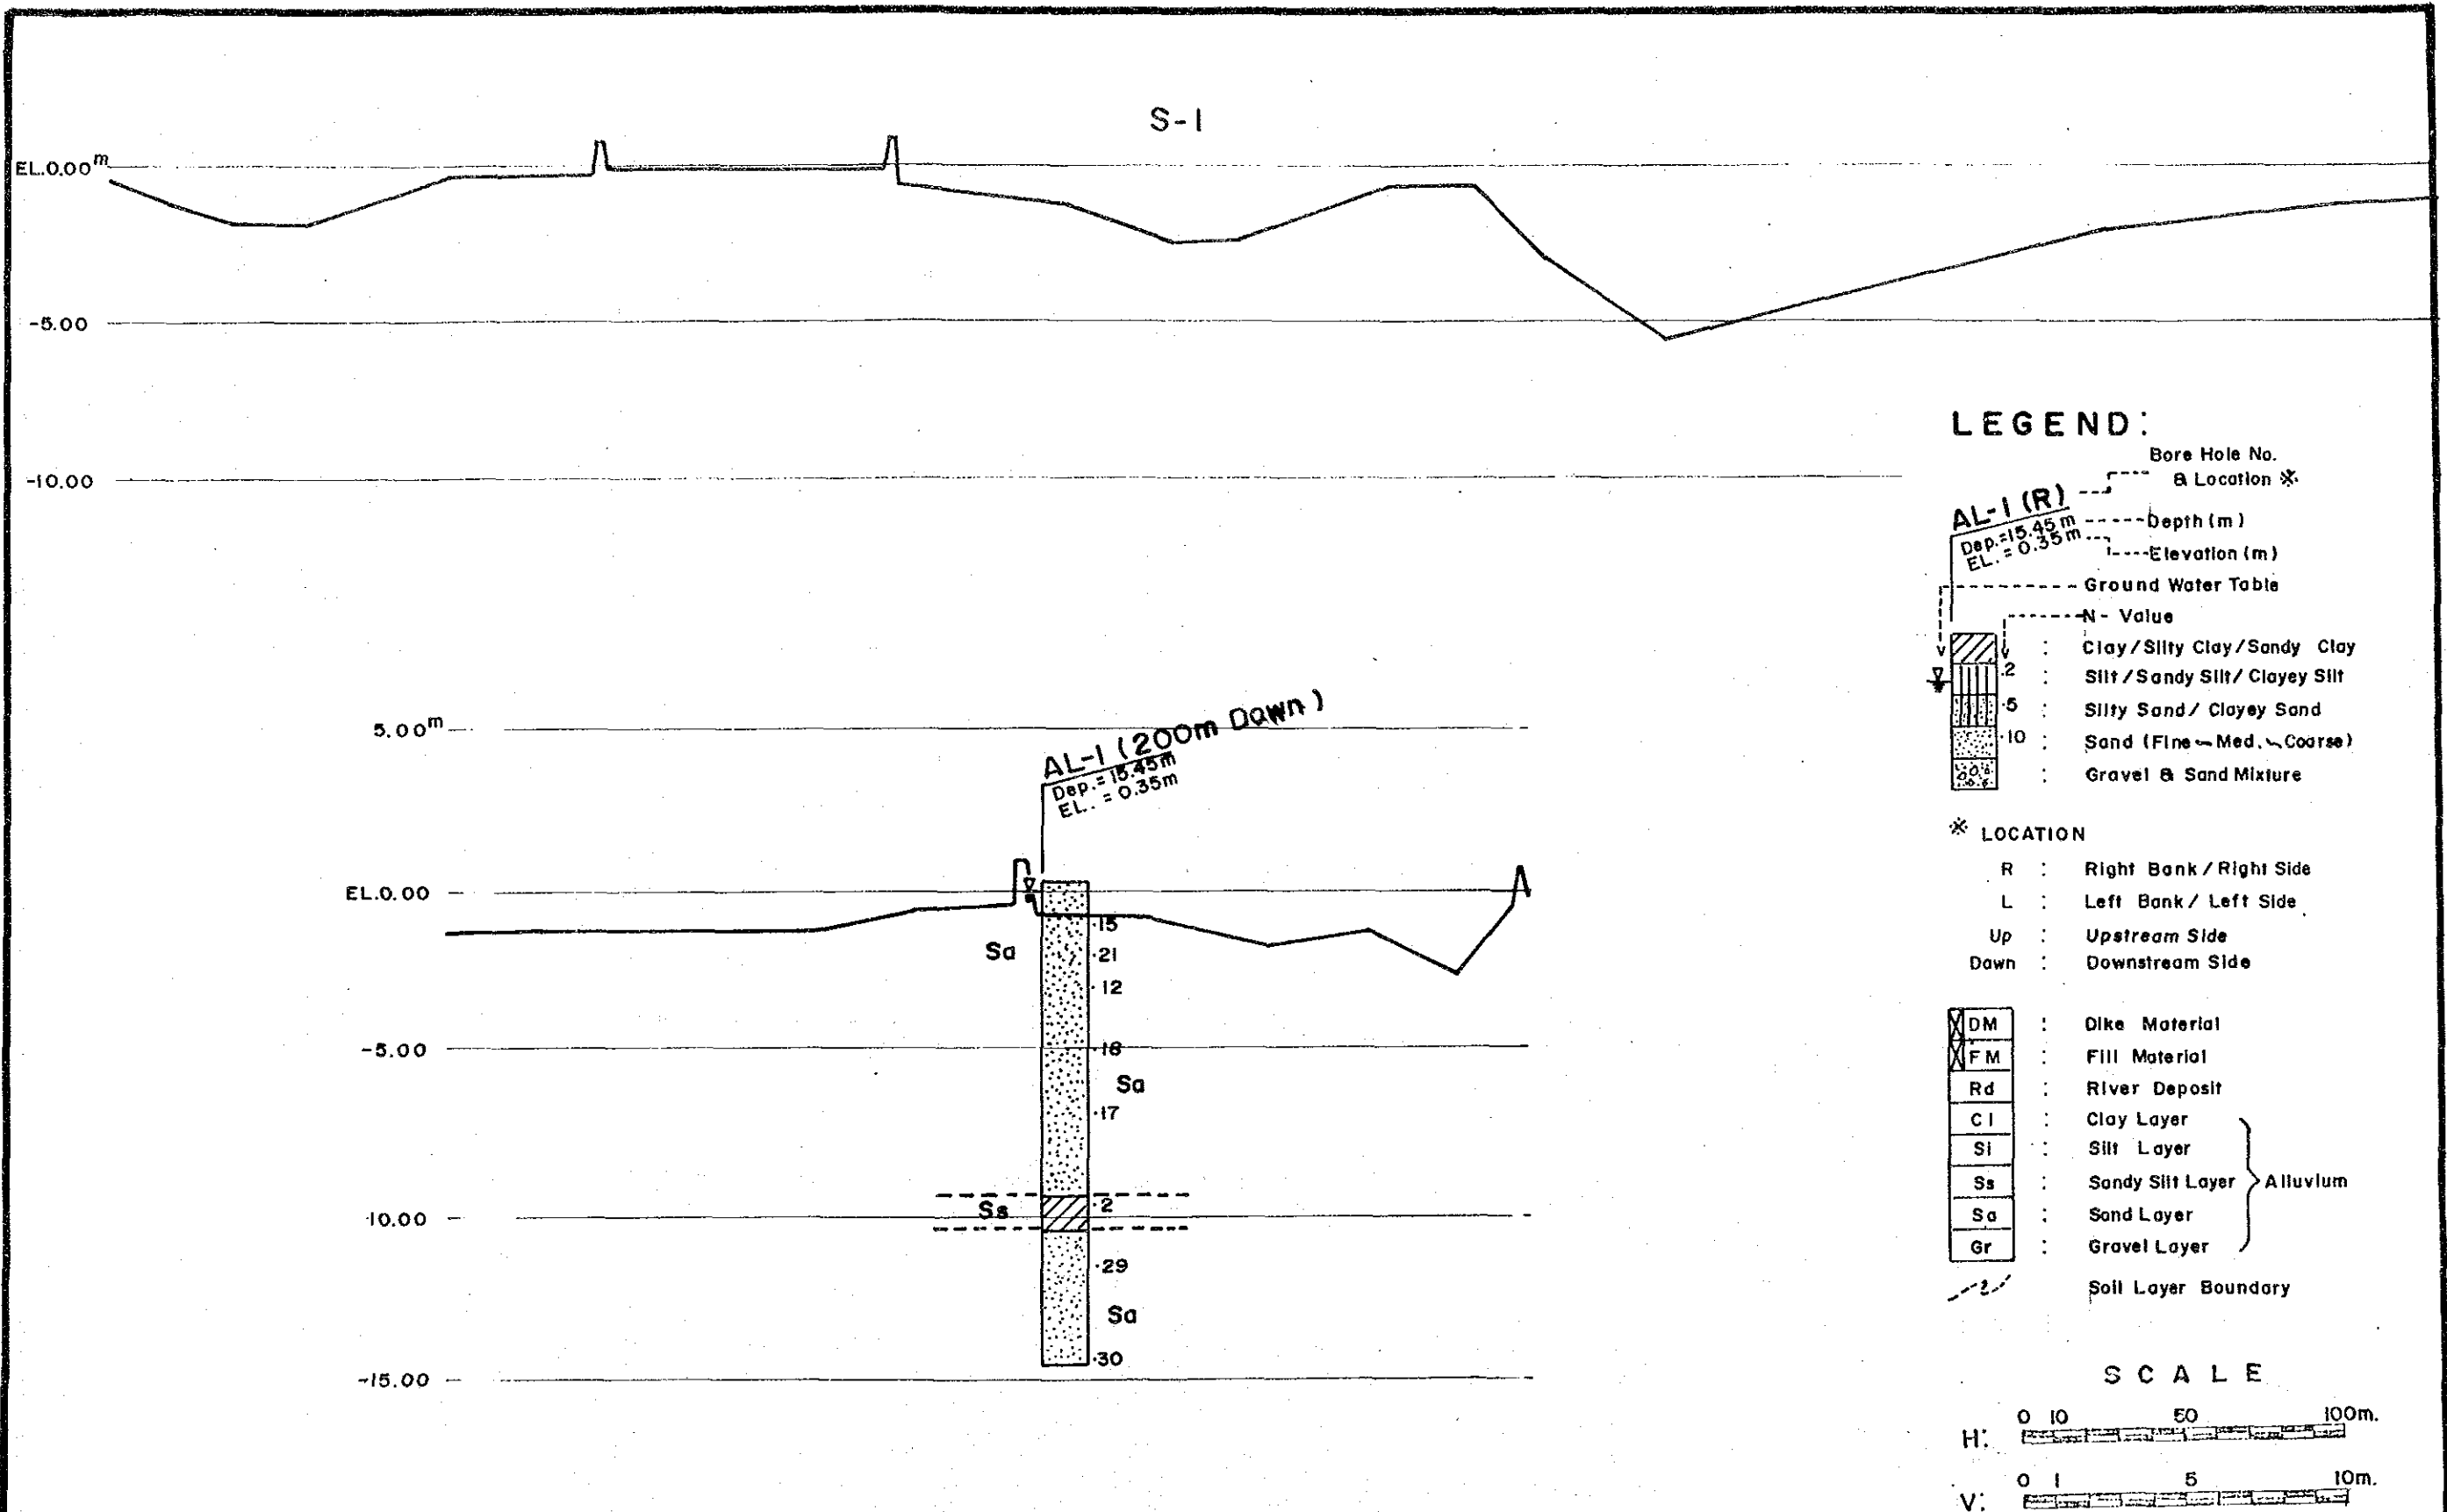 S-1
EL.0.00m
-5.00
-10.00
5.00m
AL-1 (200m Dawn)
Dep.=15.45m
EL. = 0.35m
EL.0.00
15
Sa
21
12
-5.00
18
Sa
17
Ss
2
10.00
29
Sa
30
-15.00
LEGEND:
Bore Hole No.
& Location ※
AL-1 (R)
Dep.=15.45m
Depth (m)
EL. = 0.35m
Elevation (m)
Ground Water Table
N- Value
: Clay/Silty Clay/Sandy Clay
2 : Silt/Sandy Silt/Clayey Silt
5 : Silty Sand/ Clayey Sand
10 : Sand (Fine~Med.~Coarse)
: Gravel & Sand Mixture
※ LOCATION
R : Right Bank / Right Side
L : Left Bank / Left Side
Up : Upstream Side
Dawn : Downstream Side
DM : Dike Material
FM : Fill Material
Rd : River Deposit
Cl : Clay Layer
Si : Silt Layer
Ss : Sandy Silt Layer
Alluvium
Sa : Sand Layer
Gr : Gravel Layer
? Soil Layer Boundary
SCALE
0 10 50 100m.
H:
0 1 5 10m.
V: